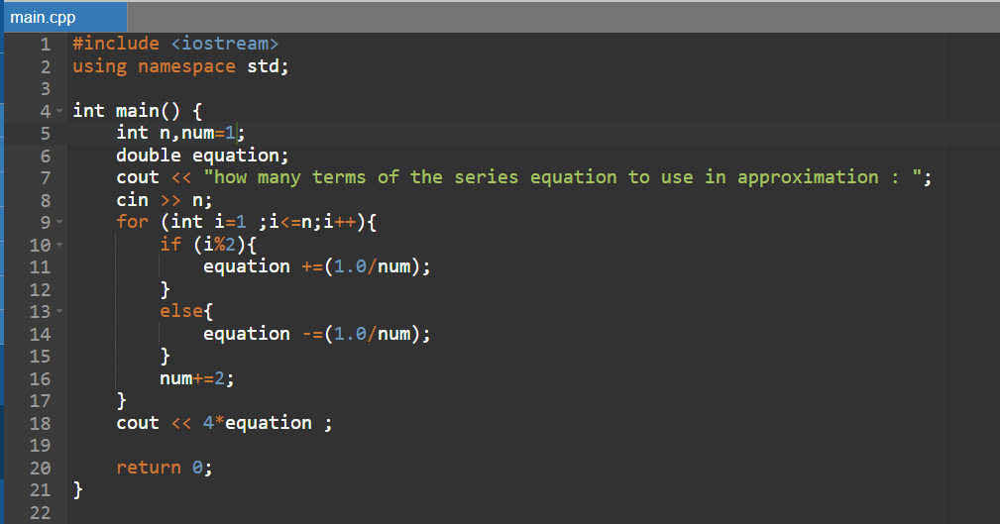 main.cpp
1 #include <iostream>
2 using namespace std;
3
4 int main() {
5     int n,num=1;
6     double equation;
7     cout << "how many terms of the series equation to use in approximation : ";
8     cin >> n;
9     for (int i=1 ;i<=n;i++){
10         if (i%2){
11             equation +=(1.0/num);
12         }
13         else{
14             equation -=(1.0/num);
15         }
16         num+=2;
17     }
18     cout << 4*equation ;
19
20     return 0;
21 }
22